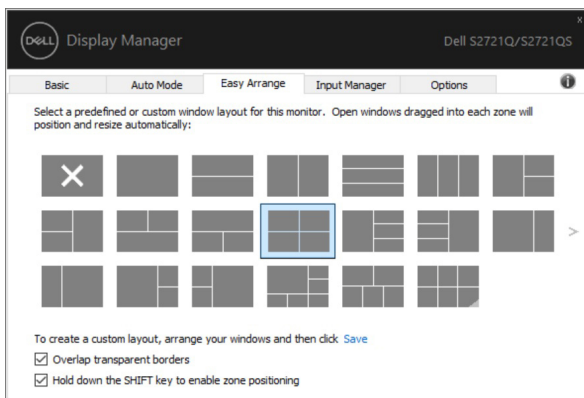 x
DELL Display Manager Dell S2721Q/S2721QS
Basic Auto Mode Easy Arrange Input Manager Options
Select a predefined or custom window layout for this monitor. Open windows dragged into each zone will
position and resize automatically:
>
To create a custom layout, arrange your windows and then click Save
Overlap transparent borders
Hold down the SHIFT key to enable zone positioning